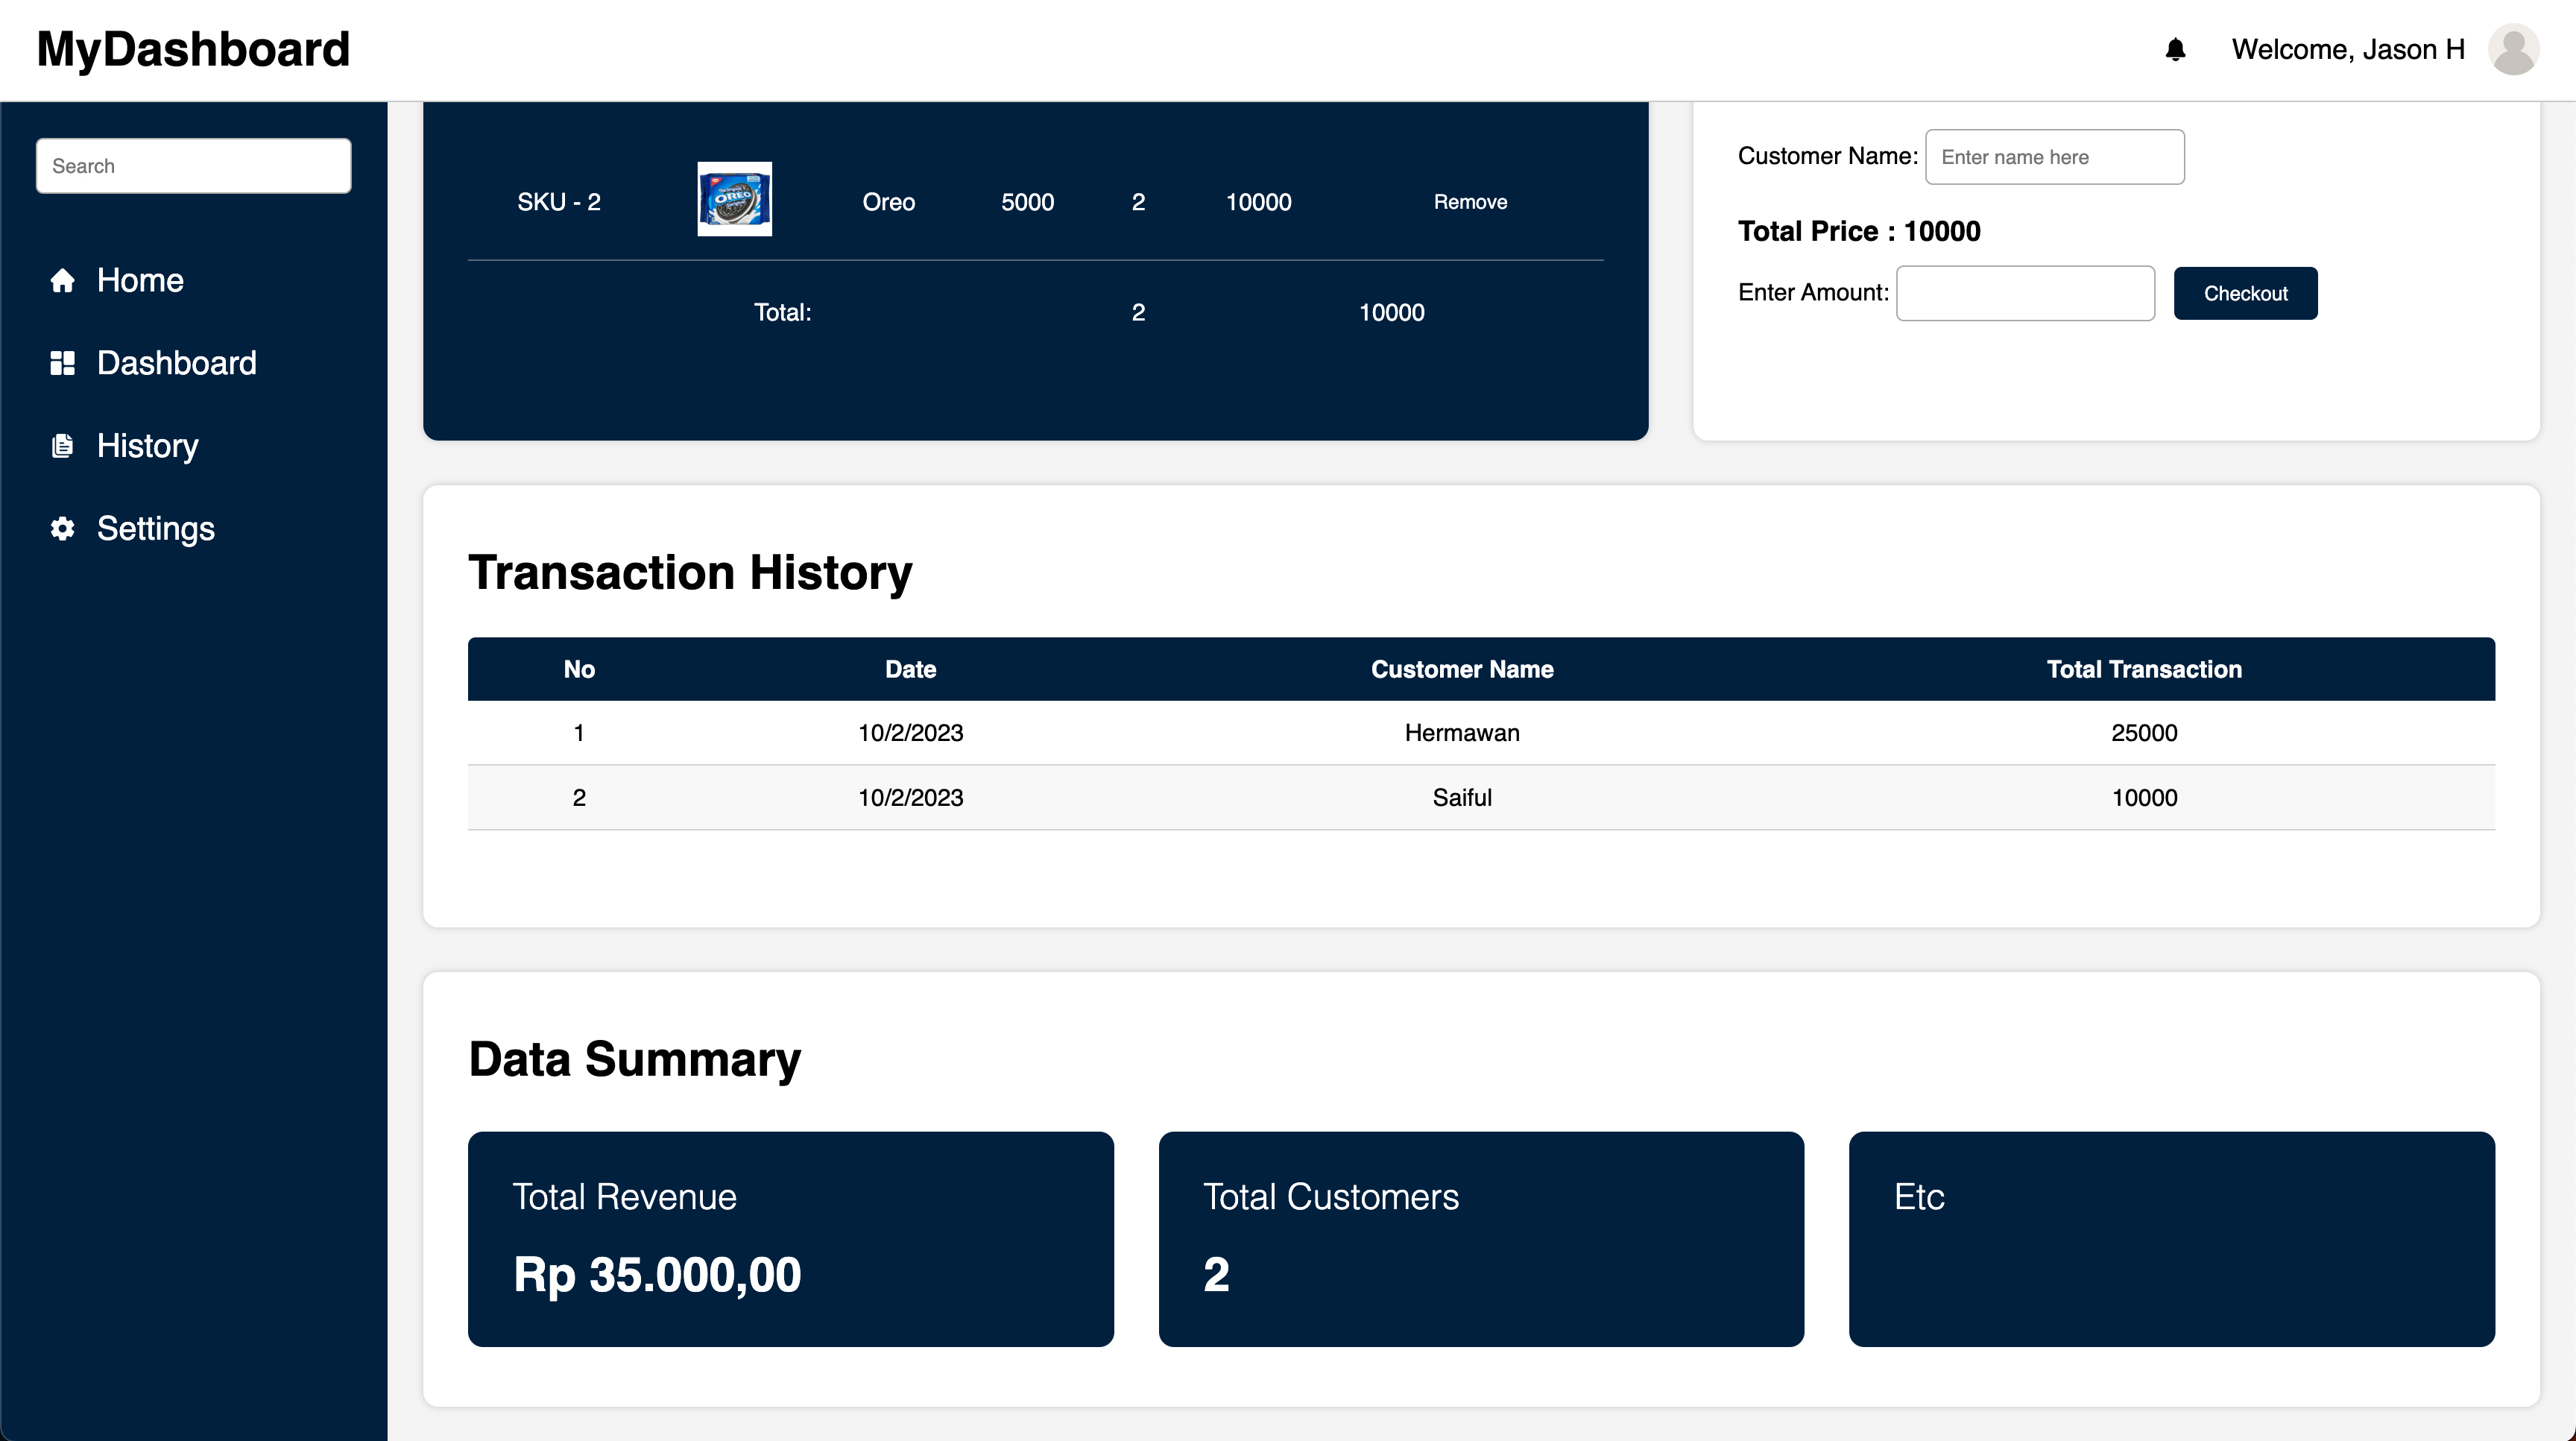 MyDashboard
Welcome, Jason H
Search
Home
Dashboard
History
Settings
SKU - 2 OREO Oreo 5000 2 10000 Remove
Total: 2 10000
Customer Name: Enter name here
Total Price : 10000
Enter Amount: Checkout
Transaction History
No Date Customer Name Total Transaction
1 10/2/2023 Hermawan 25000
2 10/2/2023 Saiful 10000
Data Summary
Total Revenue
Rp 35.000,00
Total Customers
2
Etc